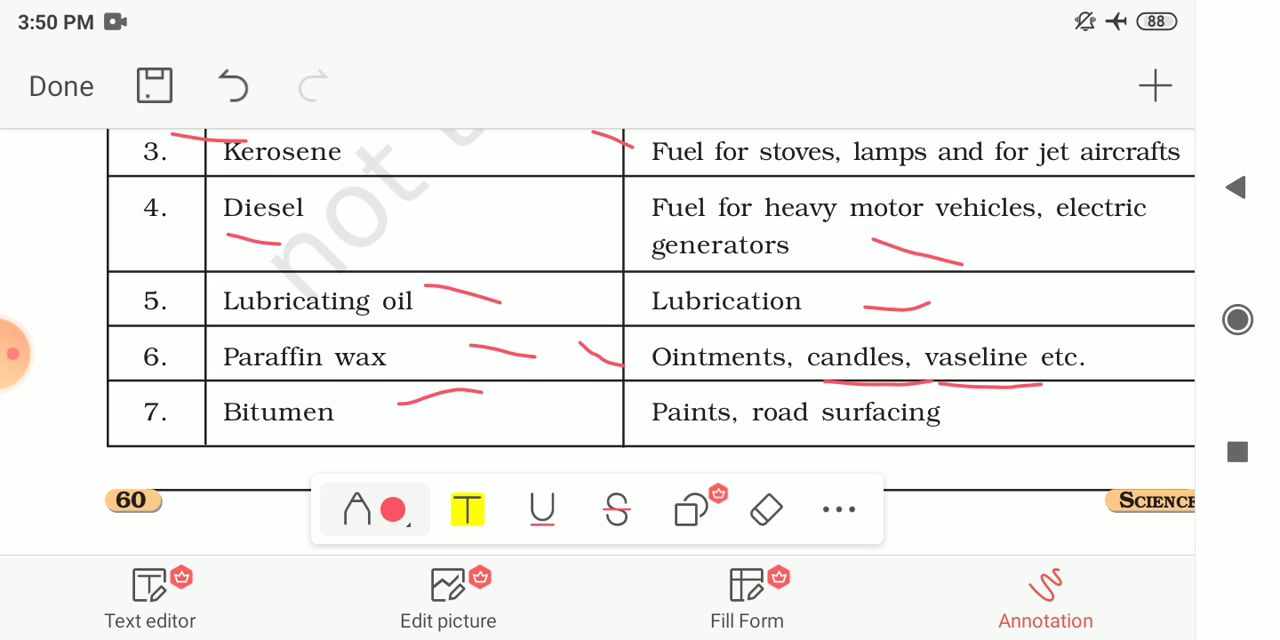 3:50 PM
88
Done
3. Kerosene Fuel for stoves, lamps and for jet aircrafts
4. Diesel Fuel for heavy motor vehicles, electric
generators
5. Lubricating oil Lubrication
6. Paraffin wax Ointments, candles, vaseline etc.
7. Bitumen Paints, road surfacing
not
60
SCIENCE
T U S
Text editor Edit picture Fill Form Annotation